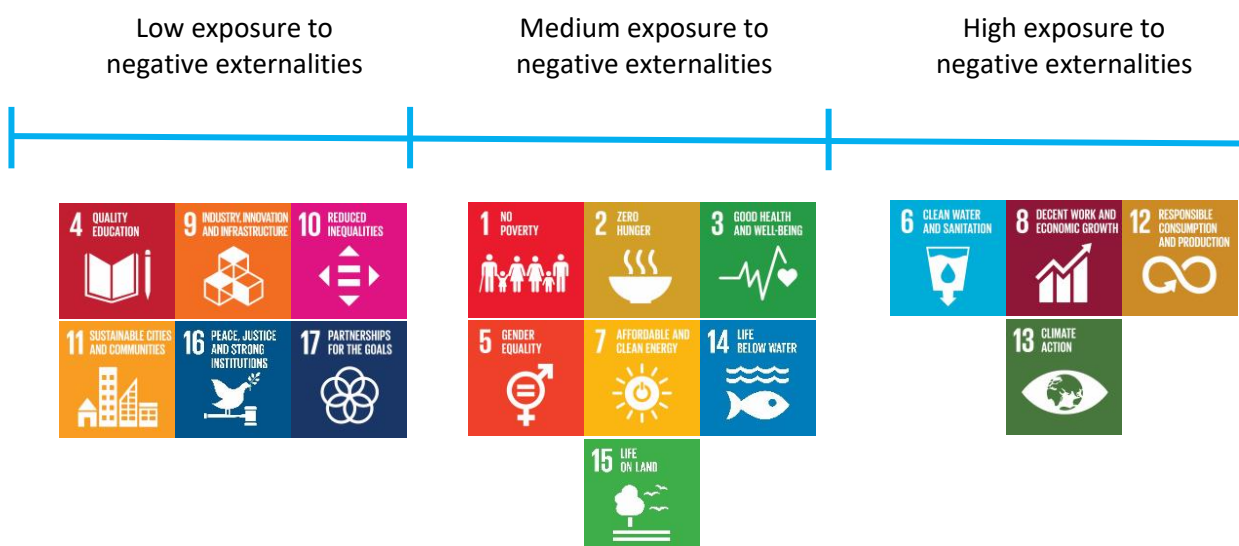 Low exposure to
negative externalities
Medium exposure to
negative externalities
High exposure to
negative externalities
4 QUALITY
EDUCATION
9 INDUSTRY, INNOVATION
AND INFRASTRUCTURE
10 REDUCED
INEQUALITIES
11 SUSTAINABLE CITIES
AND COMMUNITIES
16 PEACE, JUSTICE
AND STRONG
INSTITUTIONS
17 PARTNERSHIPS
FOR THE GOALS
1 NO
POVERTY
2 ZERO
HUNGER
3 GOOD HEALTH
AND WELL-BEING
5 GENDER
EQUALITY
7 AFFORDABLE AND
CLEAN ENERGY
14 LIFE
BELOW WATER
15 LIFE
ON LAND
6 CLEAN WATER
AND SANITATION
8 DECENT WORK AND
ECONOMIC GROWTH
12 RESPONSIBLE
CONSUMPTION
AND PRODUCTION
13 CLIMATE
ACTION